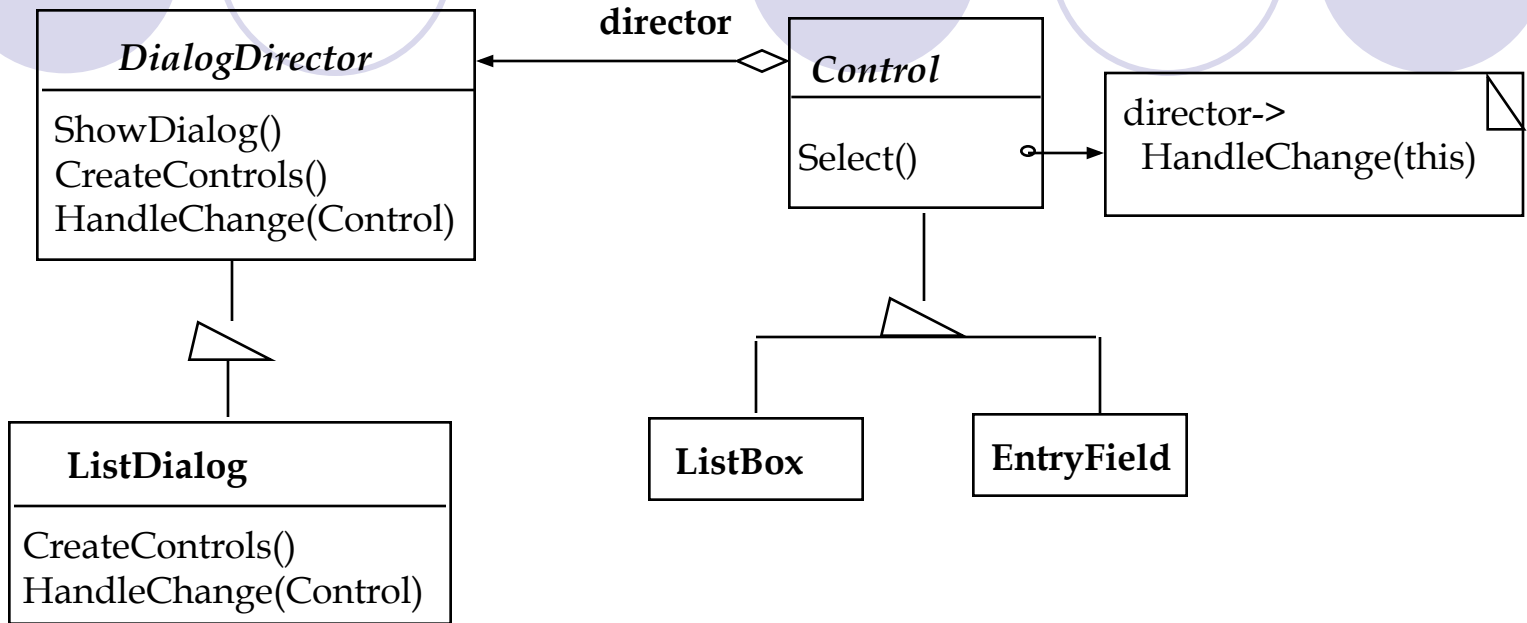 director
DialogDirector
ShowDialog()
CreateControls()
HandleChange(Control)
Control
Select()
director->
HandleChange(this)
ListDialog
CreateControls()
HandleChange(Control)
ListBox
EntryField